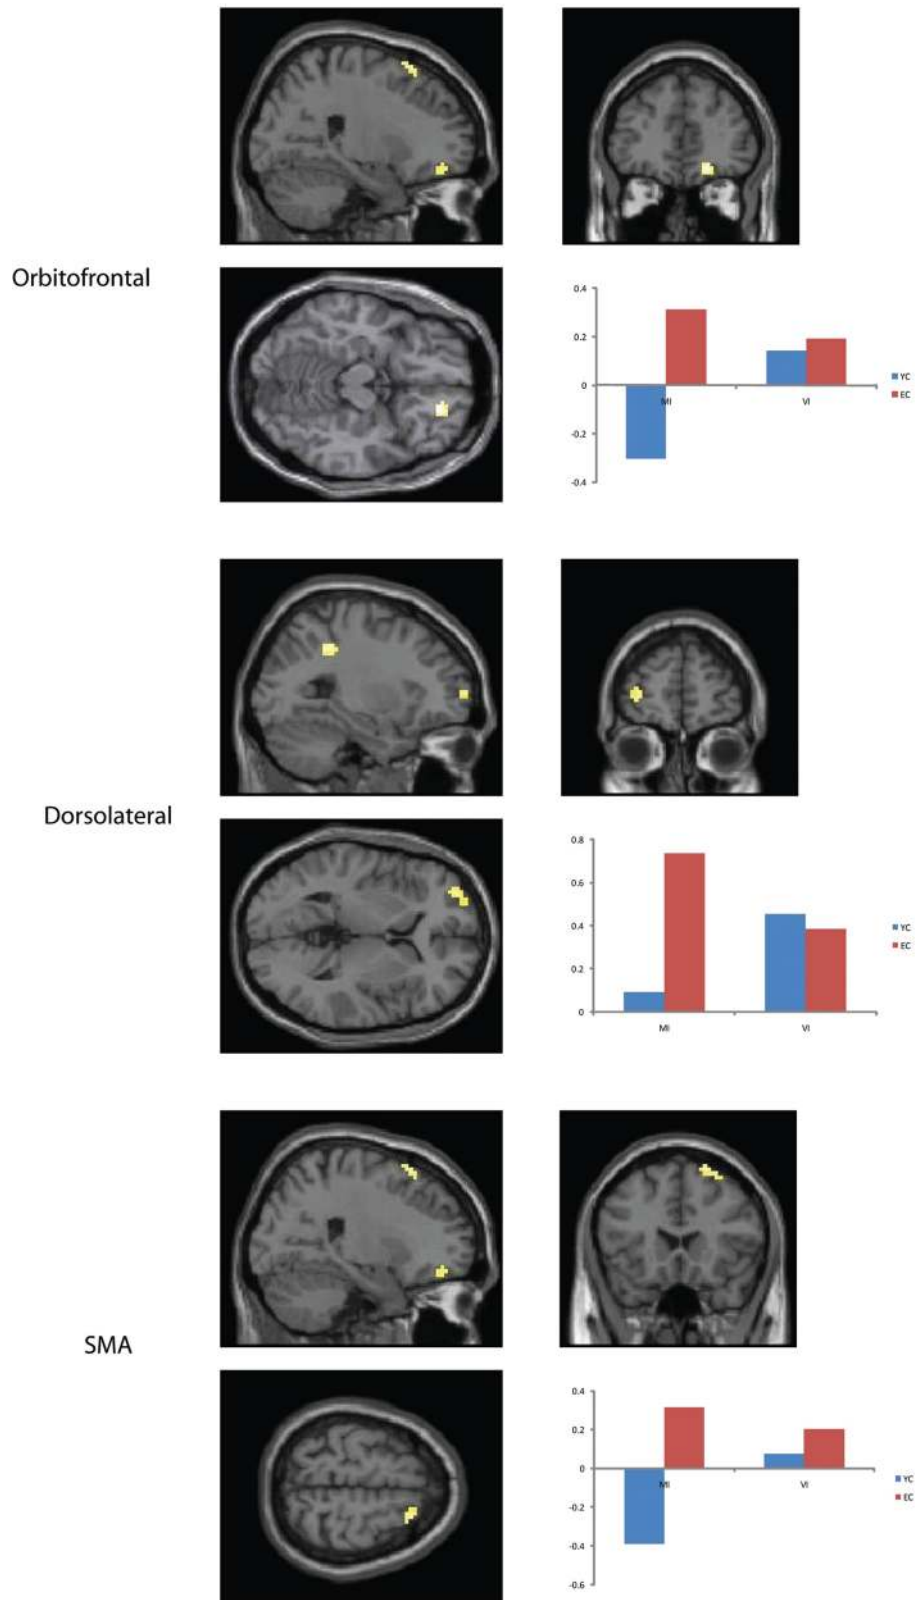 Orbitofrontal
0.4
0.2
0
-0.2
-0.4
MI
VI
YC
EC
Dorsolateral
0.8
0.6
0.4
0.2
0
MI
VI
YC
EC
SMA
0.4
0.2
0
-0.2
-0.4
-0.6
MI
VI
YC
EC